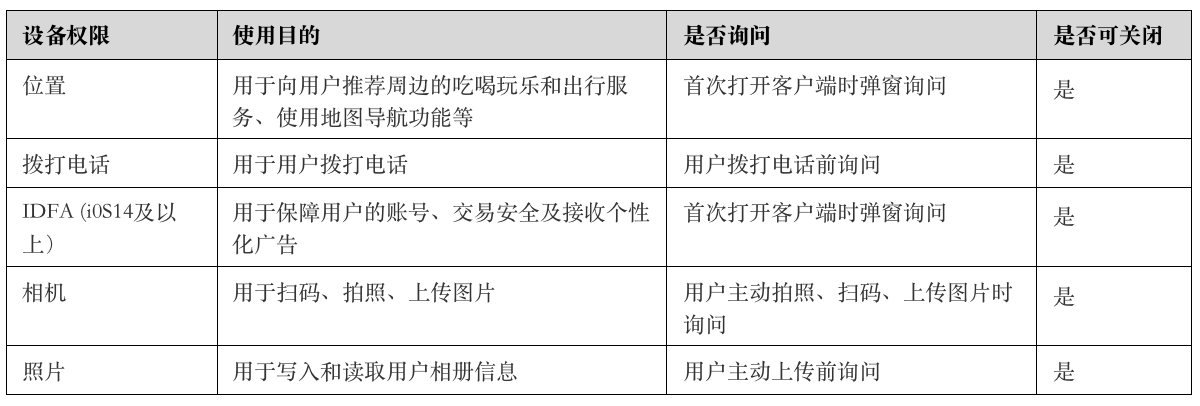 设备权限 使用目的 是否询问 是否可关闭
位置 用于向用户推荐周边的吃喝玩乐和出行服 首次打开客户端时弹窗询问 是
务、使用地图导航功能等
拨打电话 用于用户拨打电话 用户拨打电话前询问 是
IDFA (i0S14及以 用于保障用户的账号、交易安全及接收个性 首次打开客户端时弹窗询问 是
上） 化广告
相机 用于扫码、拍照、上传图片 用户主动拍照、扫码、上传图片时 是
询问
照片 用于写入和读取用户相册信息 用户主动上传前询问 是